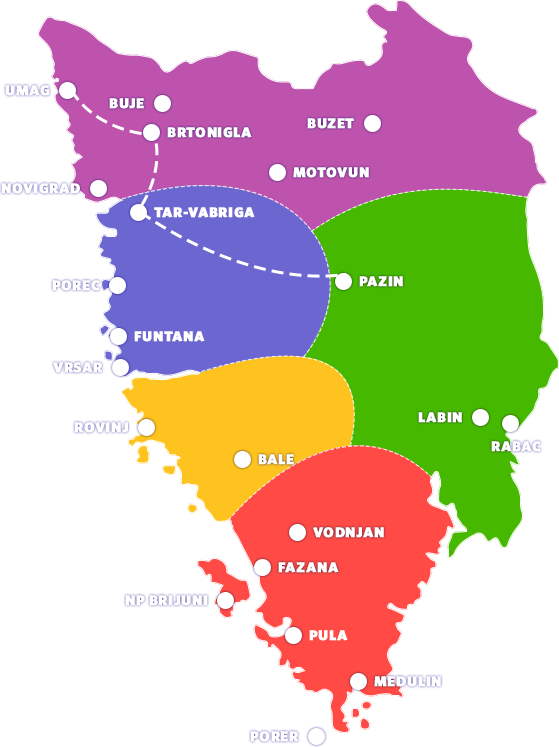 UMAG
BUJE
BUZET
BRTONIGLA
MOTOVUN
NOVIGRAD
TAR-VABRIGA
PAZIN
POREC
FUNTANA
VRSAR
LABIN
ROVINJ
RABAC
BALE
VODNJAN
FAZANA
NP BRIJUNI
PULA
MEDULIN
PORER